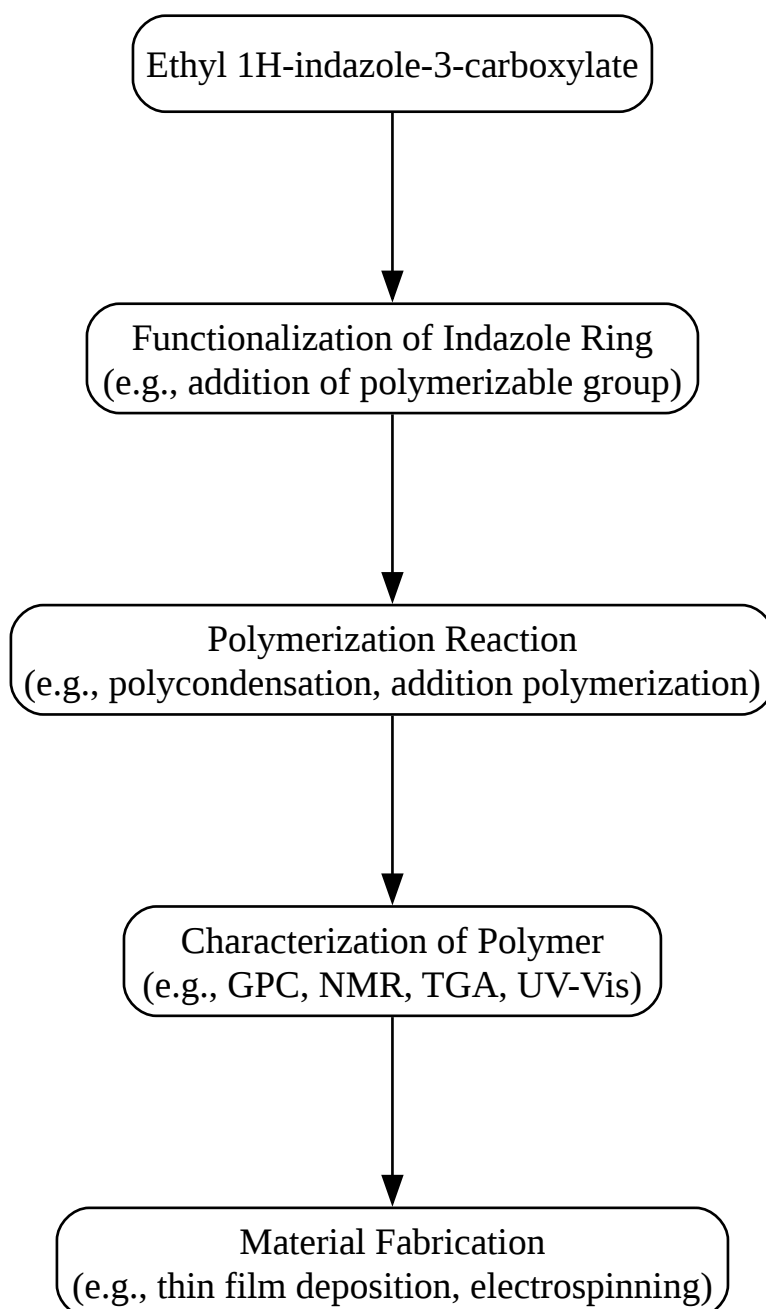 Ethyl 1H-indazole-3-carboxylate
Functionalization of Indazole Ring
(e.g., addition of polymerizable group)
Polymerization Reaction
(e.g., polycondensation, addition polymerization)
Characterization of Polymer
(e.g., GPC, NMR, TGA, UV-Vis)
Material Fabrication
(e.g., thin film deposition, electrospinning)